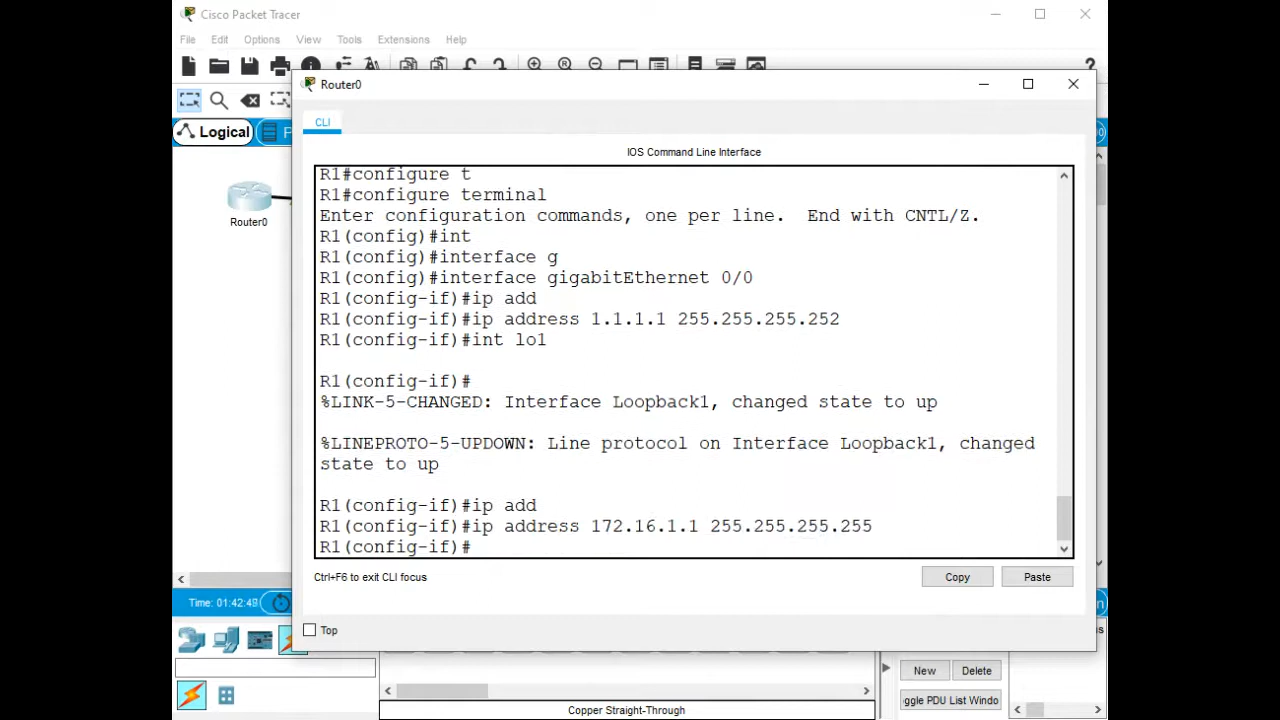 Cisco Packet Tracer
File Edit Options View Tools Extensions Help
Router0
CLI
Logical
P
IOS Command Line Interface
Router0
R1#configure t
R1#configure terminal
Enter configuration commands, one per line.  End with CNTL/Z.
R1(config)#int
R1(config)#interface g
R1(config)#interface gigabitEthernet 0/0
R1(config-if)#ip add
R1(config-if)#ip address 1.1.1.1 255.255.255.252
R1(config-if)#int lo1
R1(config-if)#
%LINK-5-CHANGED: Interface Loopback1, changed state to up
%LINEPROTO-5-UPDOWN: Line protocol on Interface Loopback1, changed
state to up
R1(config-if)#ip add
R1(config-if)#ip address 172.16.1.1 255.255.255.255
R1(config-if)#
Ctrl+F6 to exit CLI focus
Copy Paste
Time: 01:42:49
Top
New Delete
ggle PDU List Windo
Copper Straight-Through